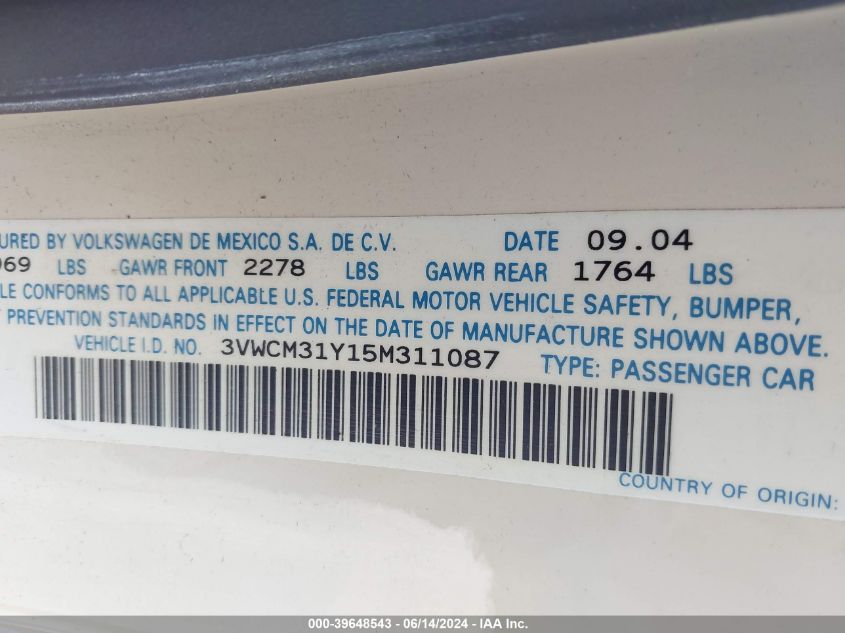 URED BY VOLKSWAGEN DE MEXICO S.A. DE C.V. DATE 09.04
969 LBS GAWR FRONT 2278 LBS GAWR REAR 1764 LBS
LE CONFORMS TO ALL APPLICABLE U.S. FEDERAL MOTOR VEHICLE SAFETY, BUMPER,
PREVENTION STANDARDS IN EFFECT ON THE DATE OF MANUFACTURE SHOWN ABOVE.
VEHICLE I.D. NO. 3VWCM31Y15M311087 TYPE: PASSENGER CAR
COUNTRY OF ORIGIN:
000-39648543 - 06/14/2024 - IAA Inc.